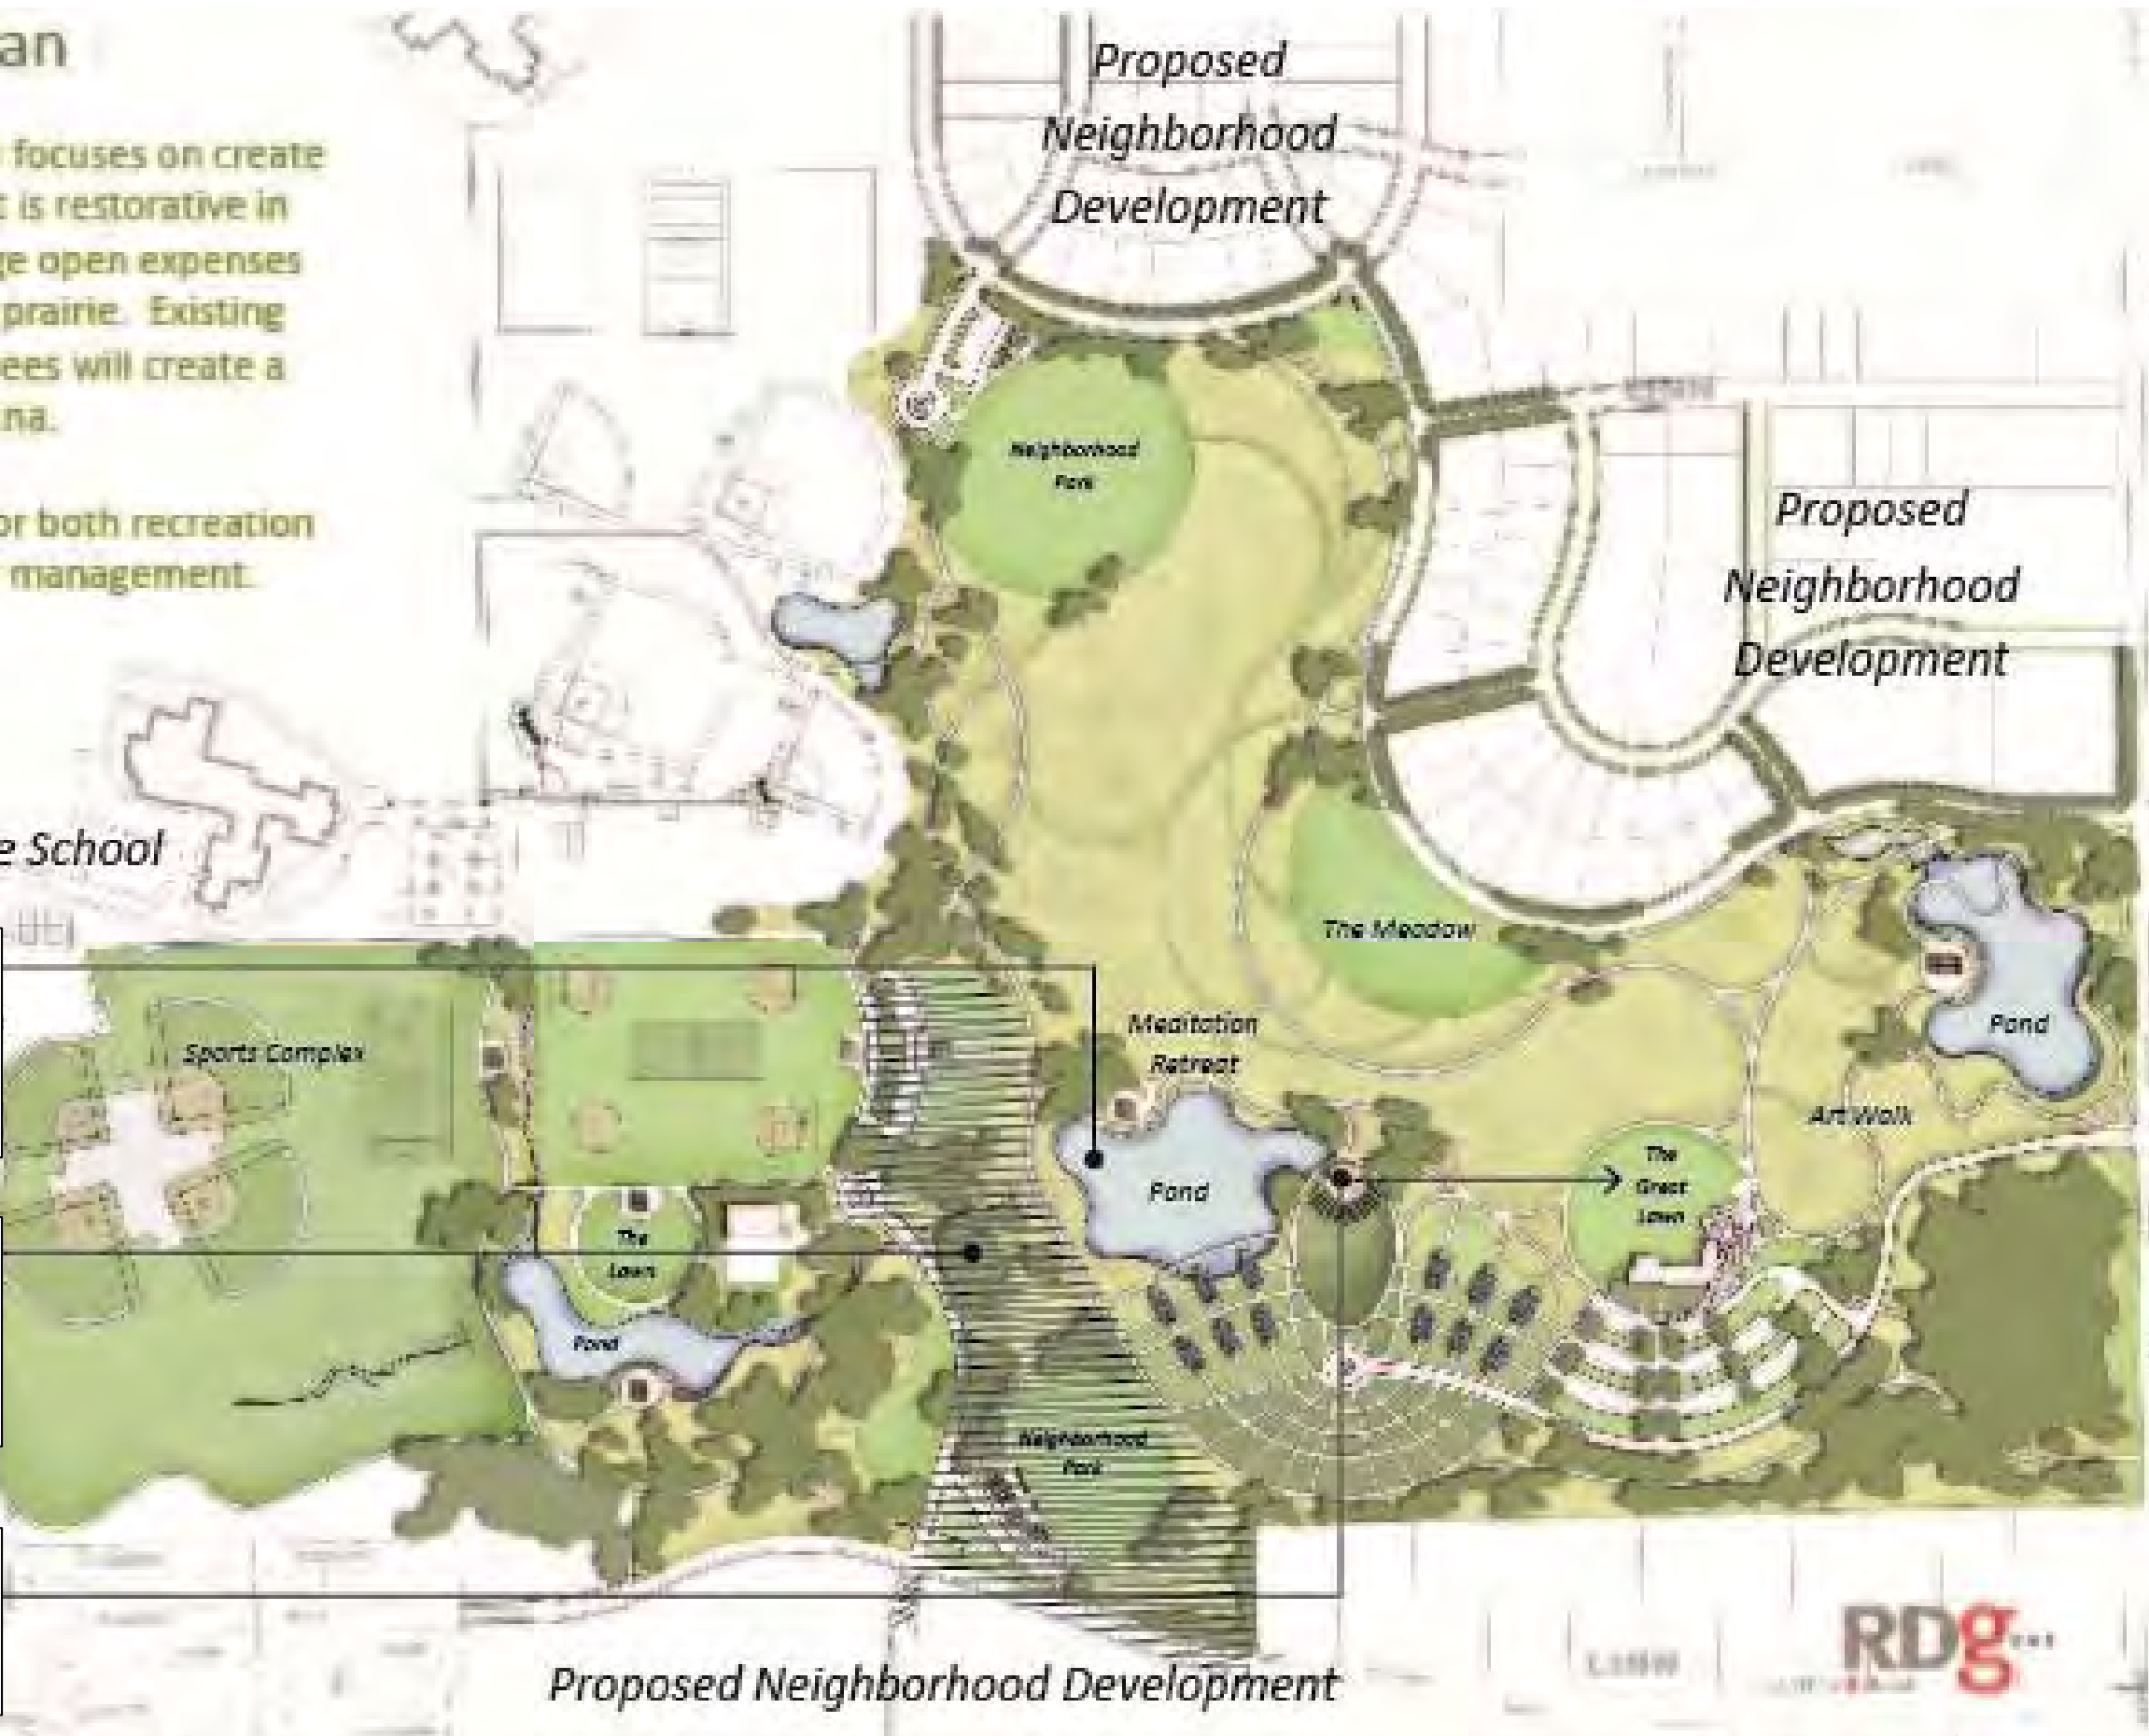 an
focuses on create
t is restorative in
ge open expenses
prairie. Existing
ees will create a
na.
or both recreation
management.
Proposed
Neighborhood
Development
Neighborhood
Park
Proposed
Neighborhood
Development
e School
The Meadow
Sports Complex
Meditation
Retreat
Pond
Art Walk
Pond
The
Great
Lawn
The
Lawn
Pond
Neighborhood
Park
Proposed Neighborhood Development
RDg